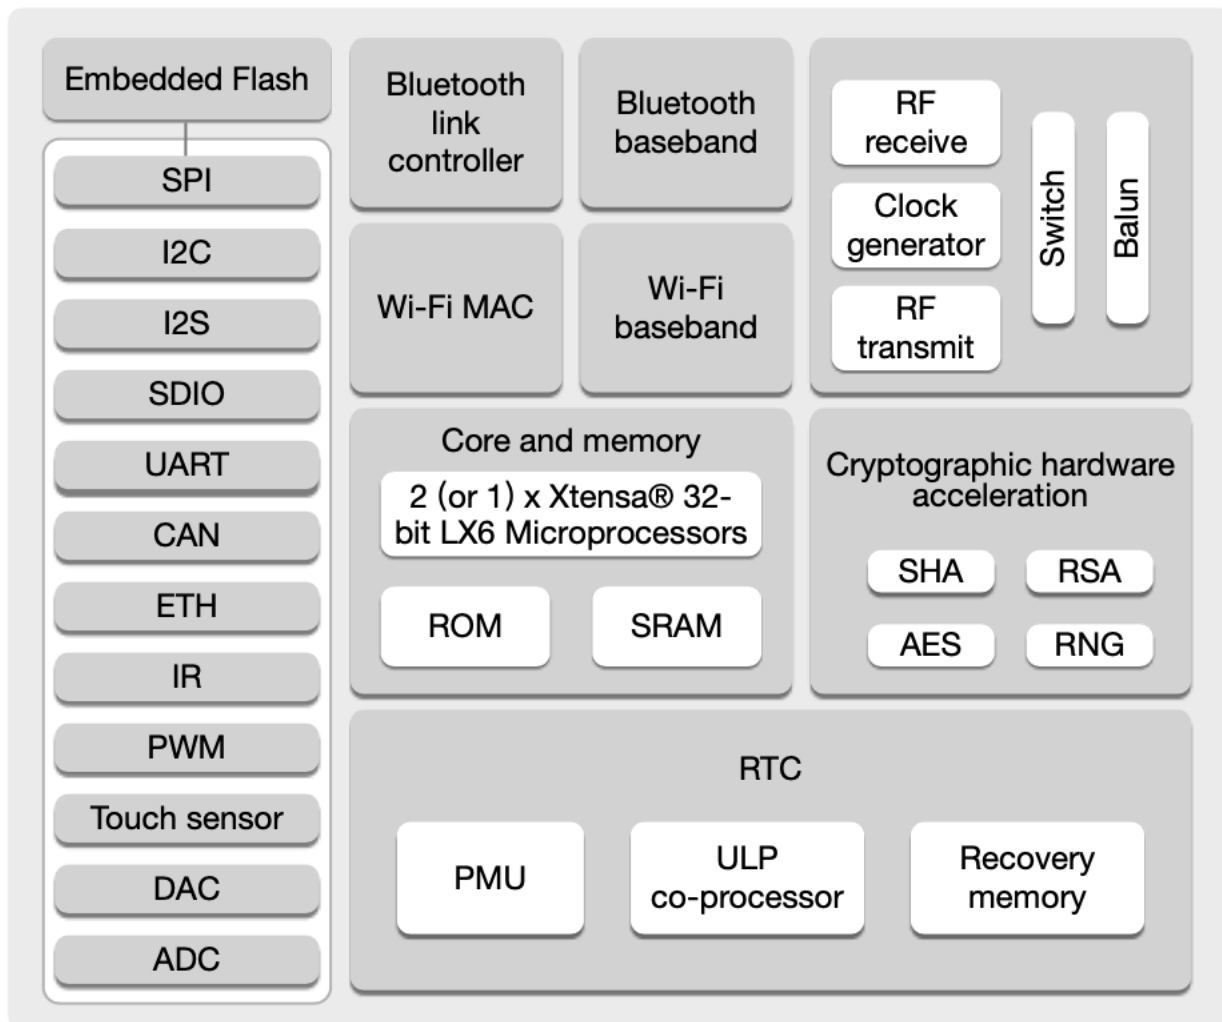 Embedded Flash
SPI
I2C
I2S
SDIO
UART
CAN
ETH
IR
PWM
Touch sensor
DAC
ADC
Bluetooth
link
controller
Bluetooth
baseband
Wi-Fi MAC
Wi-Fi
baseband
RF
receive
Clock
generator
RF
transmit
Switch
Balun
Core and memory
2 (or 1) x Xtensa® 32-
bit LX6 Microprocessors
ROM
SRAM
Cryptographic hardware
acceleration
SHA
RSA
AES
RNG
RTC
PMU
ULP
co-processor
Recovery
memory